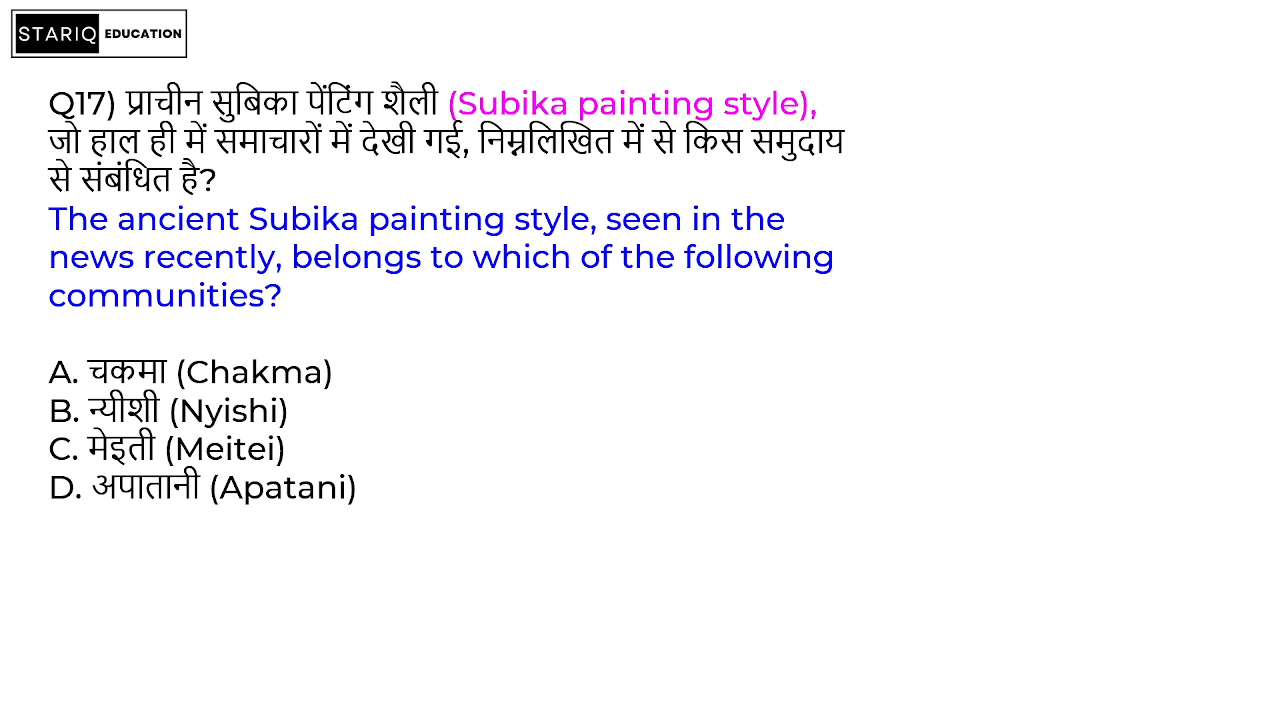 STARIQ EDUCATION
Q17) प्राचीन सुबिका पेंटिंग शैली (Subika painting style),
जो हाल ही में समाचारों में देखी गई, निम्नलिखित में से किस समुदाय
से संबंधित है?
The ancient Subika painting style, seen in the
news recently, belongs to which of the following
communities?
A. चकमा (Chakma)
B. न्यीशी (Nyishi)
C. मेइती (Meitei)
D. अपातानी (Apatani)